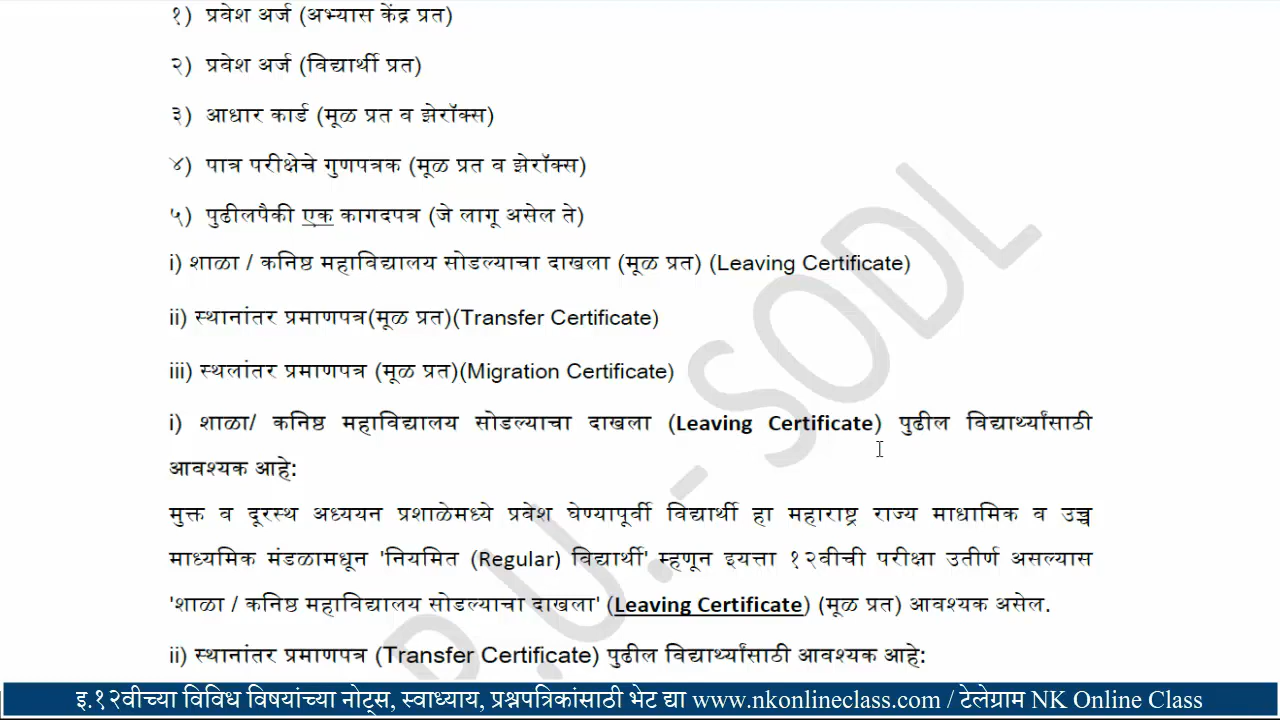 १) प्रवेश अर्ज (अभ्यास केंद्र प्रत)
२) प्रवेश अर्ज (विद्यार्थी प्रत)
३) आधार कार्ड (मूळ प्रत व झेरॉक्स)
४) पात्र परीक्षेचे गुणपत्रक (मूळ प्रत व झेरॉक्स)
५) पुढीलपैकी एक कागदपत्र (जे लागू असेल ते)
i) शाळा / कनिष्ठ महाविद्यालय सोडल्याचा दाखला (मूळ प्रत) (Leaving Certificate)
ii) स्थानांतर प्रमाणपत्र(मूळ प्रत)(Transfer Certificate)
iii) स्थलांतर प्रमाणपत्र (मूळ प्रत)(Migration Certificate)
i) शाळा/ कनिष्ठ महाविद्यालय सोडल्याचा दाखला (Leaving Certificate) पुढील विद्यार्थ्यांसाठी
आवश्यक आहे:
मुक्त व दूरस्थ अध्ययन प्रशाळेमध्ये प्रवेश घेण्यापूर्वी विद्यार्थी हा महाराष्ट्र राज्य माधामिक व उच्च
माध्यमिक मंडळामधून 'नियमित (Regular) विद्यार्थी' म्हणून इयत्ता १२वीची परीक्षा उतीर्ण असल्यास
'शाळा / कनिष्ठ महाविद्यालय सोडल्याचा दाखला' (Leaving Certificate) (मूळ प्रत) आवश्यक असेल.
ii) स्थानांतर प्रमाणपत्र (Transfer Certificate) पुढील विद्यार्थ्यांसाठी आवश्यक आहे:
P.U.-SODL
इ.१२वीच्या विविध विषयांच्या नोट्स, स्वाध्याय, प्रश्नपत्रिकांसाठी भेट द्या www.nkonlineclass.com / टेलेग्राम NK Online Class